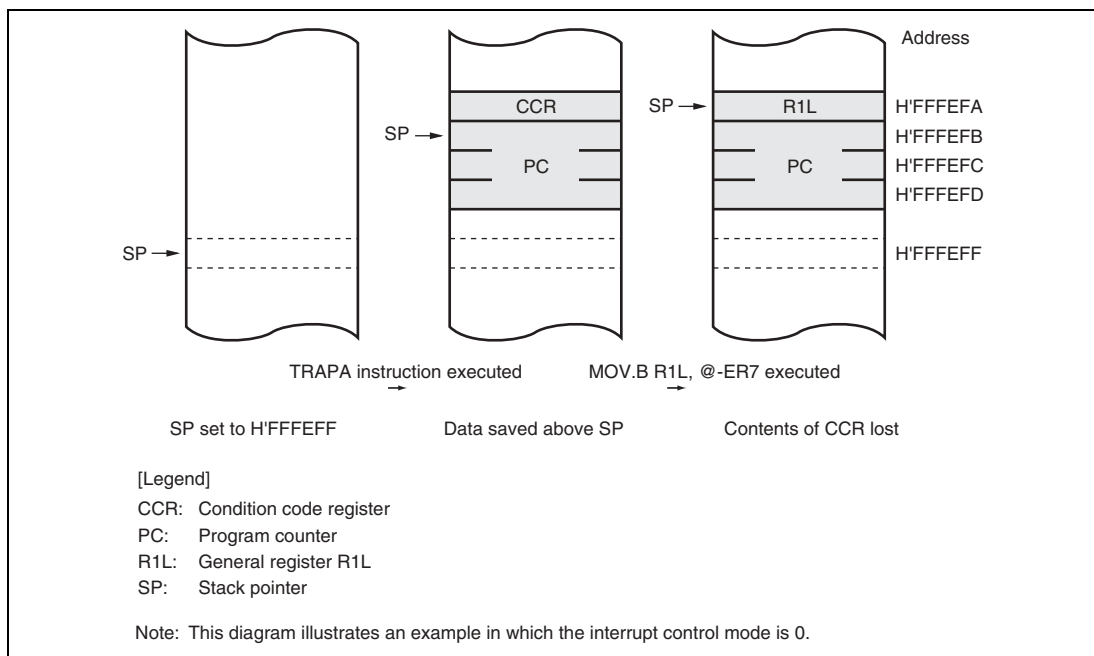 Address
CCR
SP
R1L
H'FFFEFA
SP
H'FFFEFB
PC
PC
H'FFFEFC
H'FFFEFD
SP
H'FFFEFF
TRAPA instruction executed
MOV.B R1L, @-ER7 executed
SP set to H'FFFEFF
Data saved above SP
Contents of CCR lost
[Legend]
CCR: Condition code register
PC: Program counter
R1L: General register R1L
SP: Stack pointer
Note: This diagram illustrates an example in which the interrupt control mode is 0.